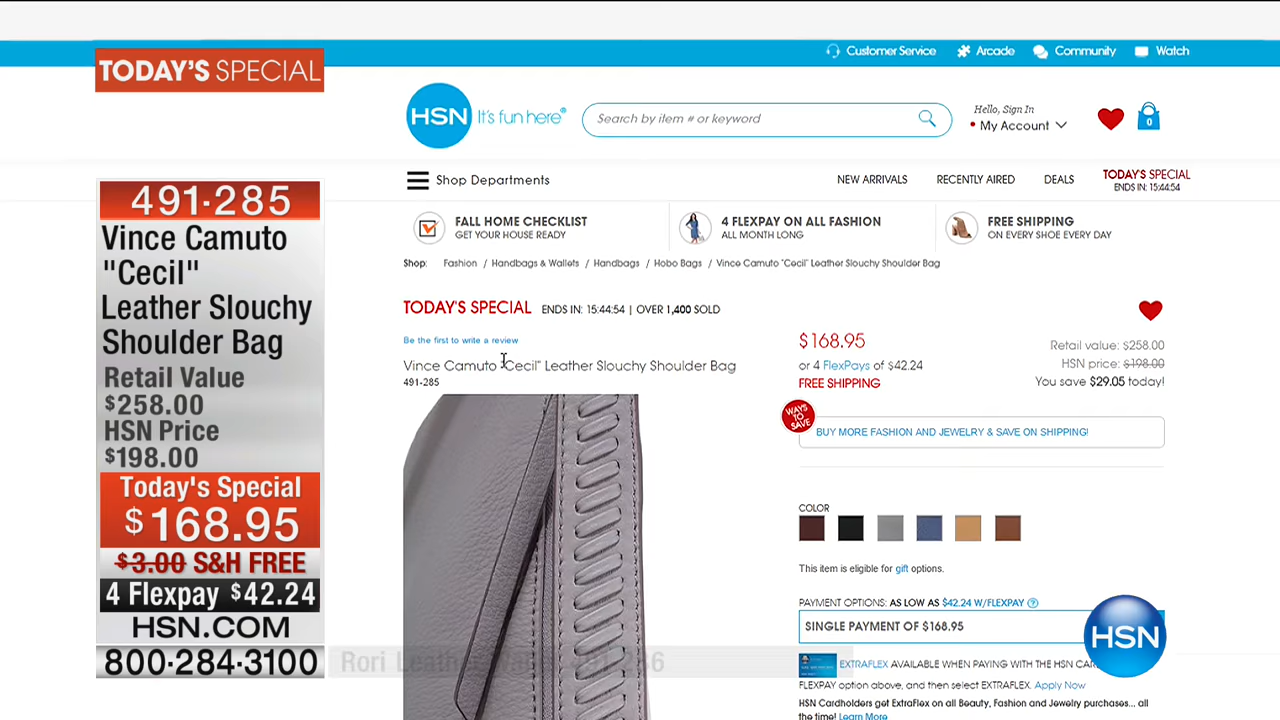 TODAY'S SPECIAL
491·285
Vince Camuto
"Cecil"
Leather Slouchy
Shoulder Bag
Retail Value
$258.00
HSN Price
$198.00
Today's Special
$168.95
$3.00 S&H FREE
4 Flexpay $42.24
HSN.COM
800·284·3100
Customer Service Arcade Community Watch
HSN It's fun here®
Search by item # or keyword
Hello, Sign In
My Account
0
Shop Departments
NEW ARRIVALS RECENTLY AIRED DEALS
TODAY'S SPECIAL
ENDS IN: 15:44:54
FALL HOME CHECKLIST
GET YOUR HOUSE READY
4 FLEXPAY ON ALL FASHION
ALL MONTH LONG
FREE SHIPPING
ON EVERY SHOE EVERY DAY
Shop: Fashion / Handbags & Wallets / Handbags / Hobo Bags / Vince Camuto "Cecil" Leather Slouchy Shoulder Bag
TODAY'S SPECIAL ENDS IN: 15:44:54 | OVER 1,400 SOLD
Be the first to write a review
Vince Camuto "Cecil" Leather Slouchy Shoulder Bag
491-285
$168.95
or 4 FlexPays of $42.24
FREE SHIPPING
Retail value: $258.00
HSN price: $198.00
You save $29.05 today!
WAYS TO SAVE
BUY MORE FASHION AND JEWELRY & SAVE ON SHIPPING!
COLOR
This item is eligible for gift options.
PAYMENT OPTIONS: AS LOW AS $42.24 W/FLEXPAY ?
SINGLE PAYMENT OF $168.95
EXTRAFLEX AVAILABLE WHEN PAYING WITH THE HSN CAR
FLEXPAY option above, and then select EXTRAFLEX. Apply Now
HSN Cardholders get ExtraFlex on all Beauty, Fashion and Jewelry purchases... all
the time! Learn More
HSN
Rori Leather